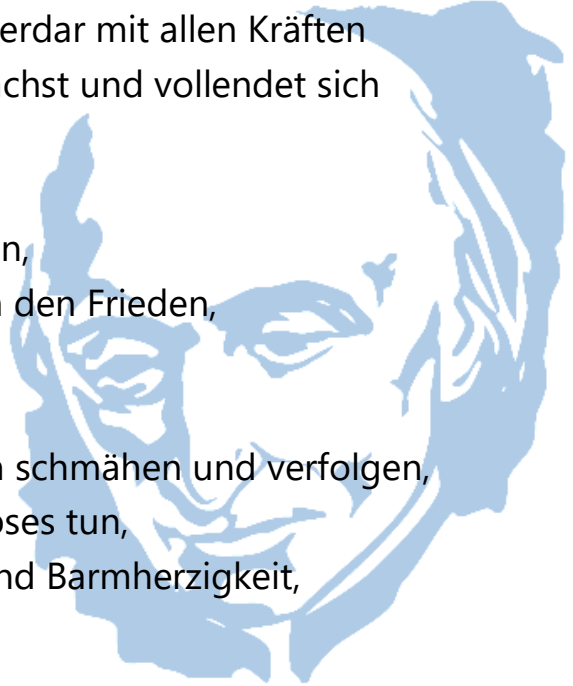 erdar mit allen Kräften
chst und vollendet sich
n,
den Frieden,
schmähen und verfolgen,
ses tun,
nd Barmherzigkeit,